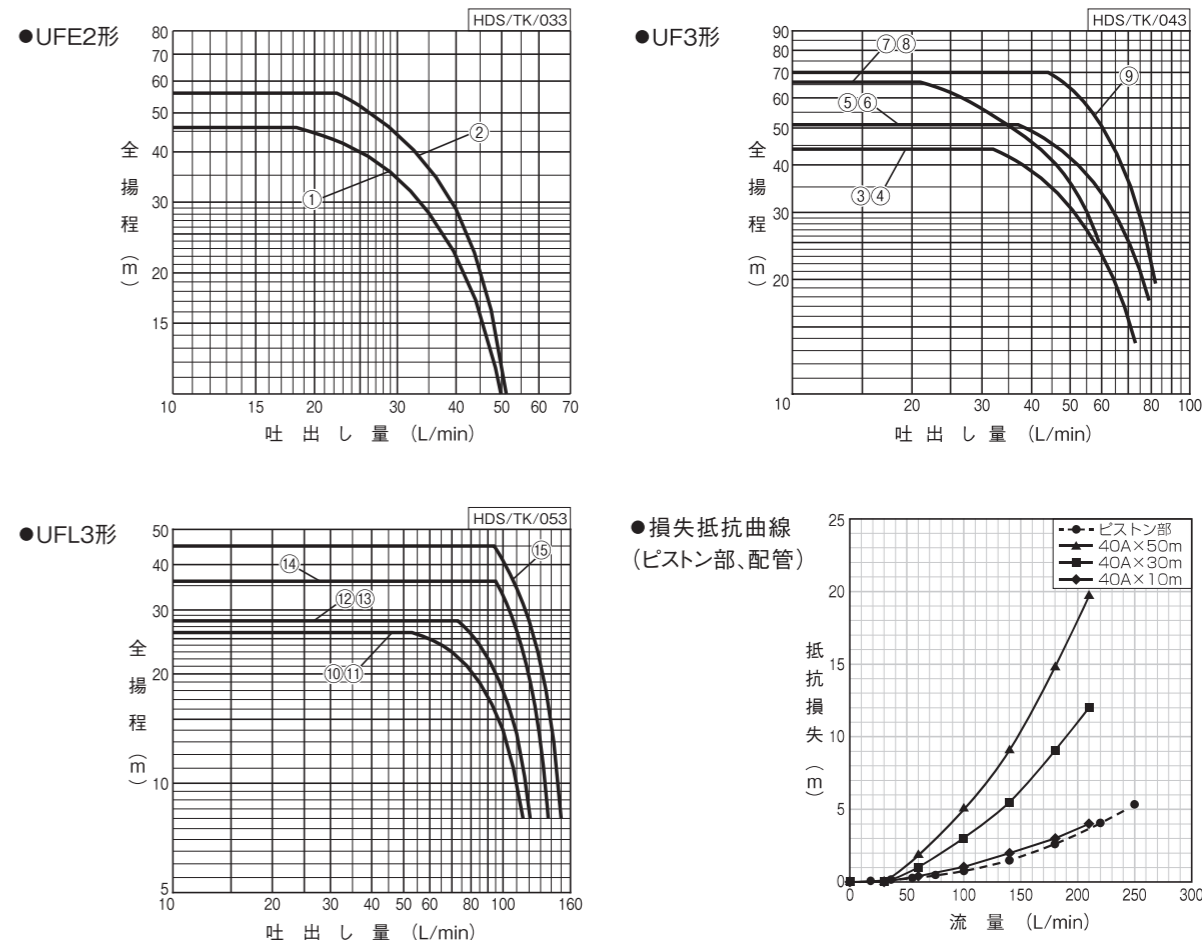 ●UFE2形
HDS/TK/033
80
70
60
50
40
30
20
15
全揚程(m)
①
②
10 15 20 30 40 50 60 70
吐出し量 (L/min)
●UF3形
HDS/TK/043
90
80
70
60
50
40
30
20
全揚程(m)
⑦⑧
⑨
⑤⑥
③④
10 20 30 40 50 60 80 100
吐出し量 (L/min)
●UFL3形
HDS/TK/053
50
40
30
20
10
5
全揚程(m)
⑮
⑭
⑫⑬
⑩⑪
10 20 30 40 50 60 80 100 160
吐出し量 (L/min)
●損失抵抗曲線
(ピストン部、配管)
ピストン部
40A×50m
40A×30m
40A×10m
25
20
15
10
5
0
抵抗損失(m)
0 50 100 150 200 250 300
流量 (L/min)